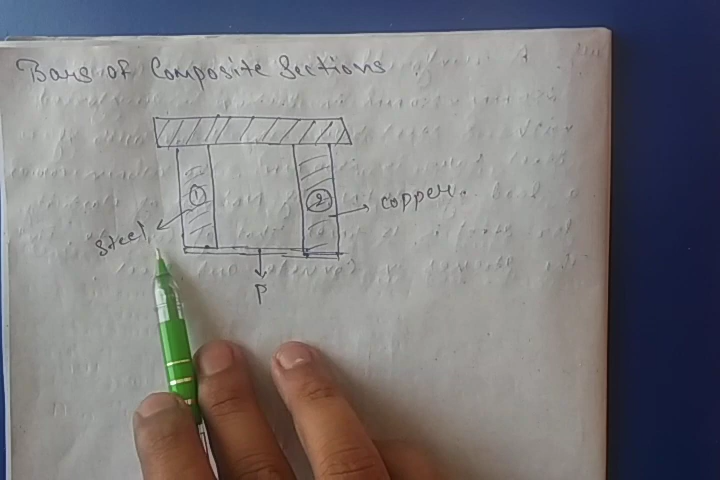 Bars of Composite Sections
① ②
copper.
steel
P